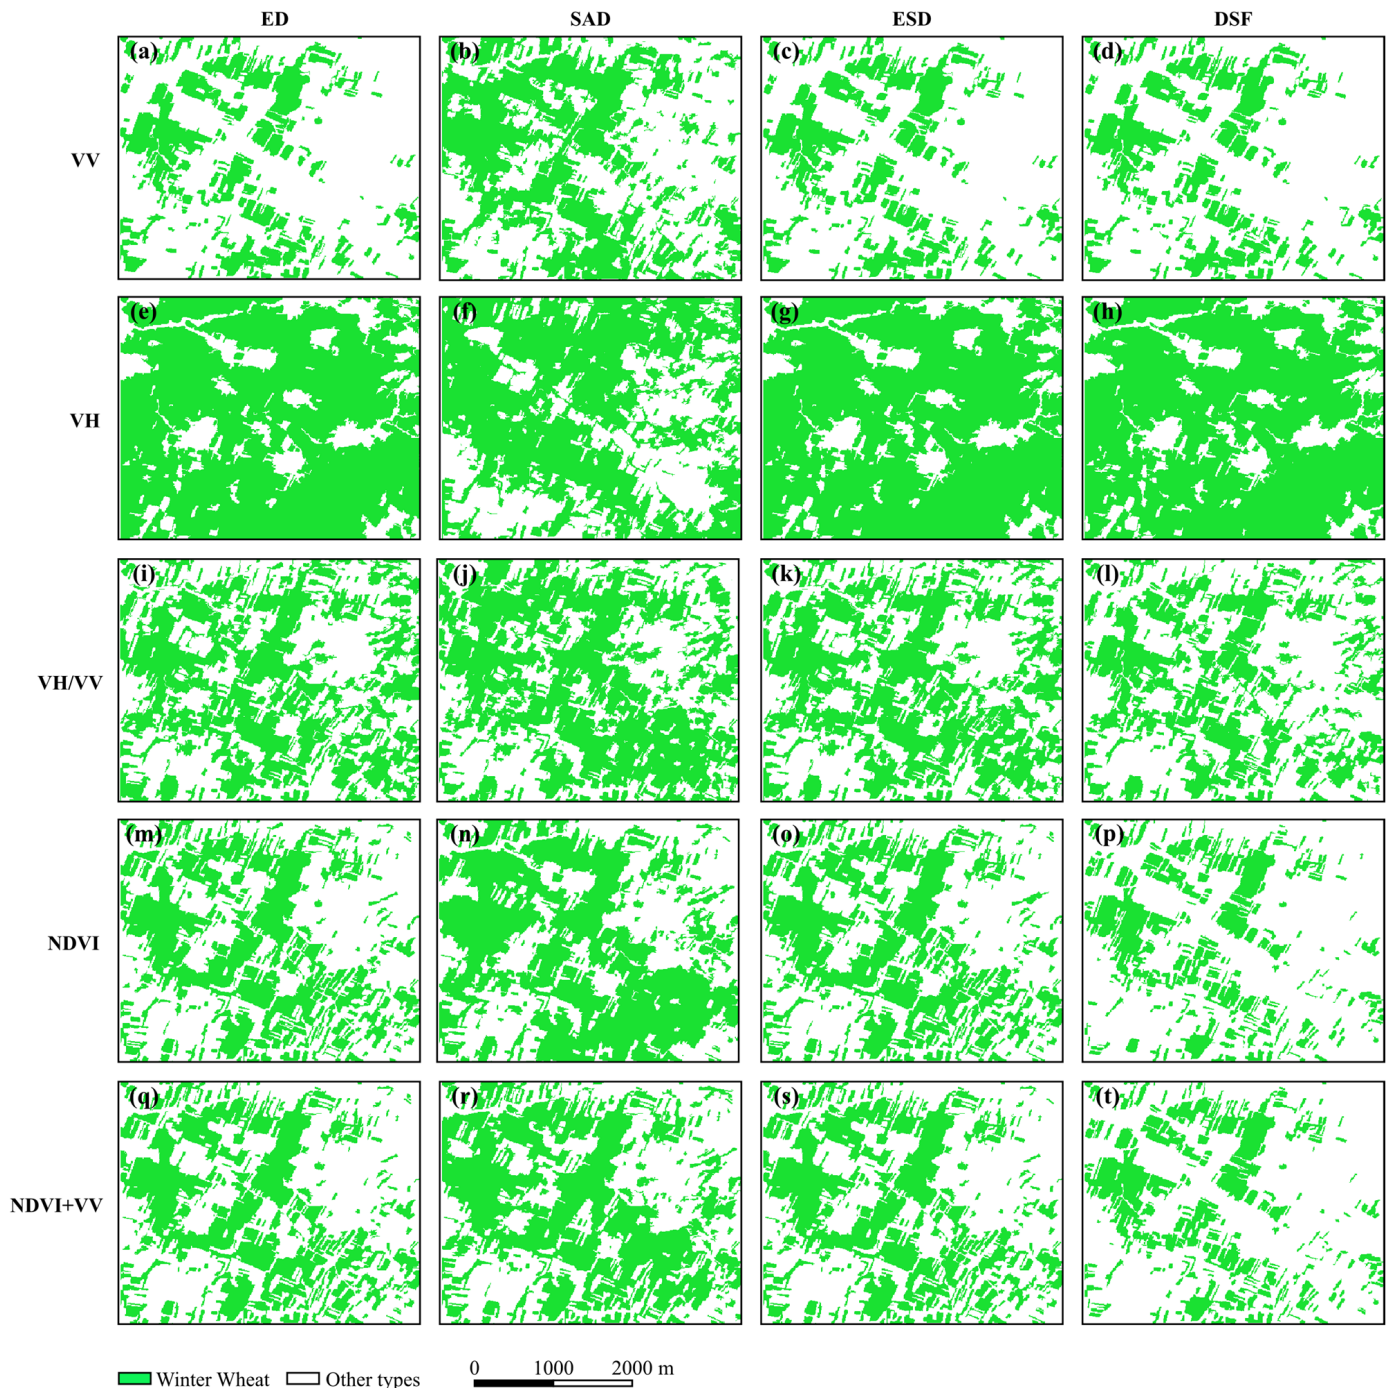 ED SAD ESD DSF
(a) (b) (c) (d)
VV
(e) (f) (g) (h)
VH
(i) (j) (k) (l)
VH/VV
(m) (n) (o) (p)
NDVI
(q) (r) (s) (t)
NDVI+VV
0 1000 2000 m
Winter Wheat Other types